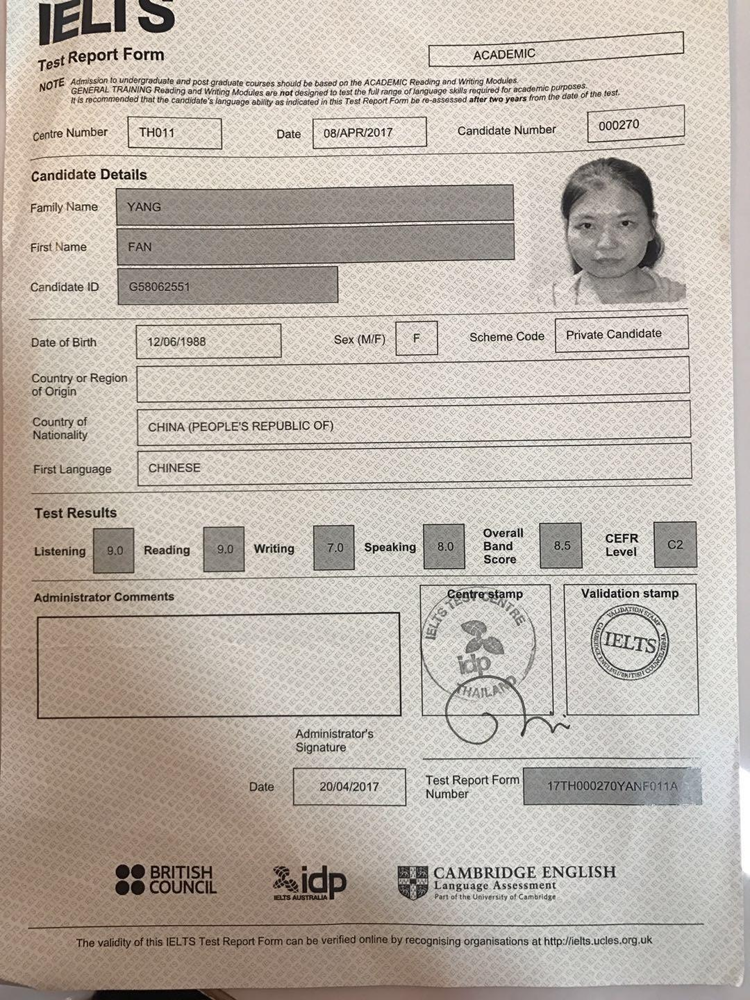 IELTS
Test Report Form
ACADEMIC
NOTE Admission to undergraduate and post graduate courses should be based on the ACADEMIC Reading and Writing Modules.
GENERAL TRAINING Reading and Writing Modules are not designed to test the full range of language skills required for academic purposes.
It is recommended that the candidate's language ability as indicated in this Test Report Form be re-assessed after two years from the date of the test.
Centre Number TH011 Date 08/APR/2017 Candidate Number 000270
Candidate Details
Family Name YANG
First Name FAN
Candidate ID G58062551
Date of Birth 12/06/1988 Sex (M/F) F Scheme Code Private Candidate
Country or Region
of Origin
Country of
Nationality CHINA (PEOPLE'S REPUBLIC OF)
First Language CHINESE
Test Results
Listening 9.0 Reading 9.0 Writing 7.0 Speaking 8.0 Overall Band Score 8.5 CEFR Level C2
Administrator Comments
Centre stamp
IELTS TEST CENTRE
idp
THAILAND
Validation stamp
VALIDATION STAMP
IELTS
CAMBRIDGE ENGLISH/BRITISH COUNCIL/IDP:IEA
Administrator's
Signature
Date 20/04/2017
Test Report Form
Number 17TH000270YANF011A
BRITISH
COUNCIL
idp
IELTS AUSTRALIA
CAMBRIDGE ENGLISH
Language Assessment
Part of the University of Cambridge
The validity of this IELTS Test Report Form can be verified online by recognising organisations at http://ielts.ucles.org.uk